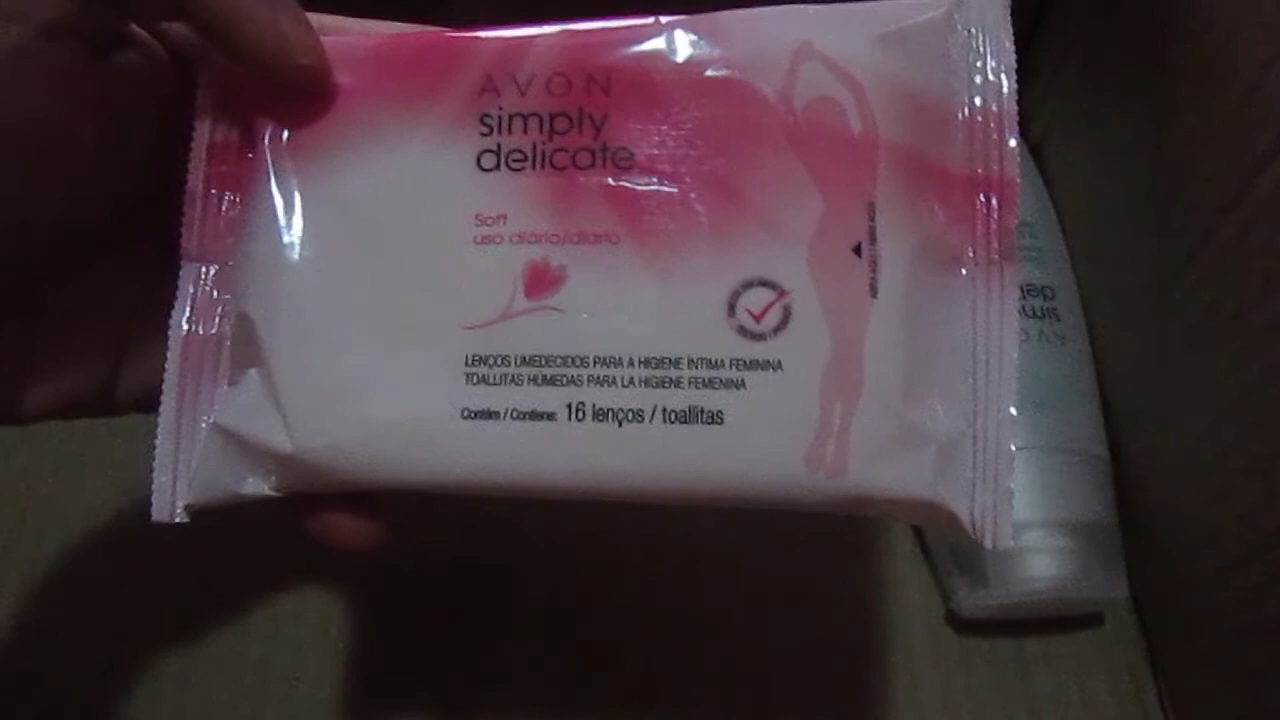 AVON
simply
delicate
Soft
uso diário/diario
LENÇOS UMEDECIDOS PARA A HIGIENE ÍNTIMA FEMININA
TOALLITAS HÚMEDAS PARA LA HIGIENE FEMENINA
Contém / Contiene: 16 lenços / toallitas